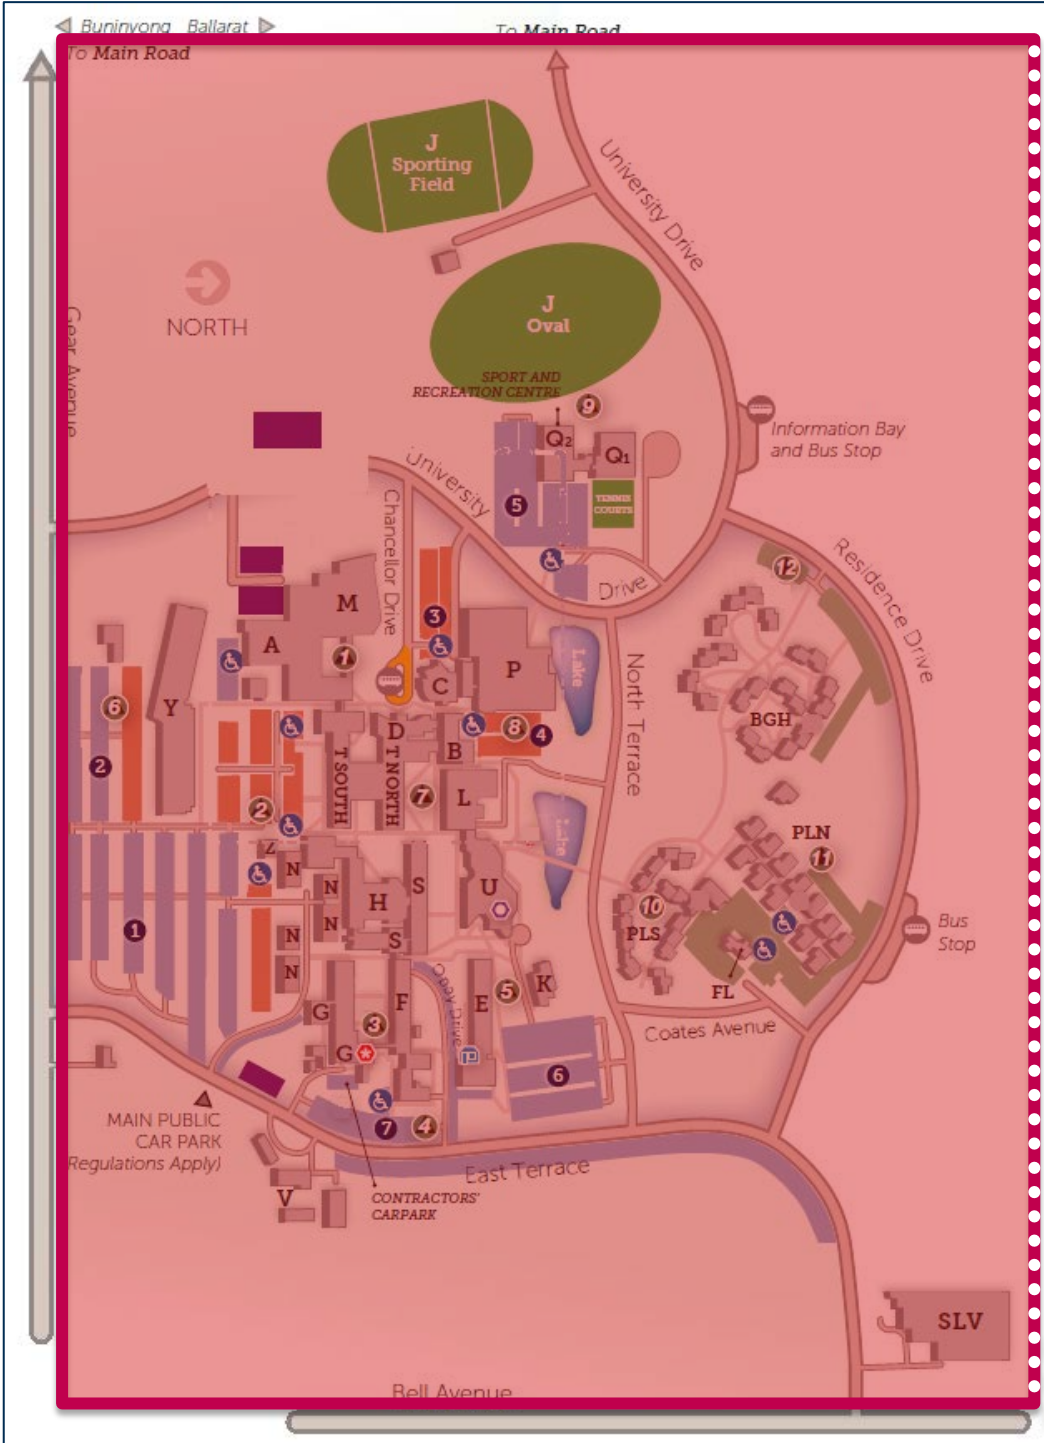 Buninyong Ballarat
To Main Road
To Main Road
J
Sporting
Field
University Drive
NORTH
Gear Avenue
J
Oval
SPORT AND
RECREATION CENTRE
9
Q2
Q1
Information Bay
and Bus Stop
University
Drive
5
TENNIS
COURTS
Chancellor Drive
12
Residence Drive
M
3
A
1
C
P
Lake
North Terrace
Y
6
2
D
B
8
4
BGH
T SOUTH
T NORTH
7
L
2
Lake
PLN
11
Z
N
N
N
H
S
U
10
PLS
1
N
N
S
Bus
Stop
FL
G
F
E
5
K
Coates Avenue
3
G
P
6
MAIN PUBLIC
CAR PARK
(Regulations Apply)
7
4
East Terrace
V
CONTRACTORS'
CARPARK
SLV
Bell Avenue